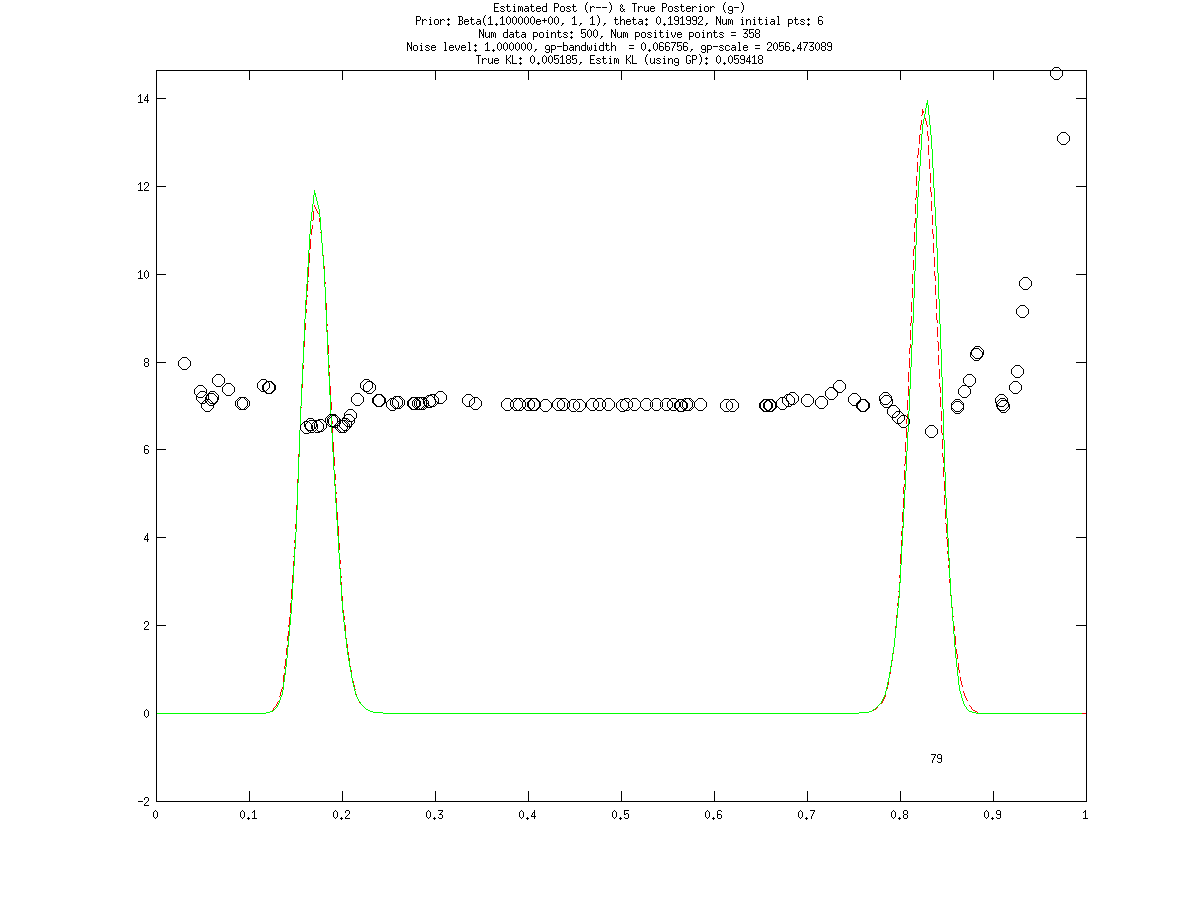 Estimated Post (r--) & True Posterior (g-)
Prior: Beta(1.100000e+00, 1, 1), theta: 0.191992, Num initial pts: 6
Num data points: 500, Num positive points = 358
Noise level: 1.000000, gp-bandwidth  = 0.066756, gp-scale = 2056.473089
True KL: 0.005185, Estim KL (using GP): 0.059418
14
12
10
8
6
4
2
0
79
-2
0 0.1 0.2 0.3 0.4 0.5 0.6 0.7 0.8 0.9 1